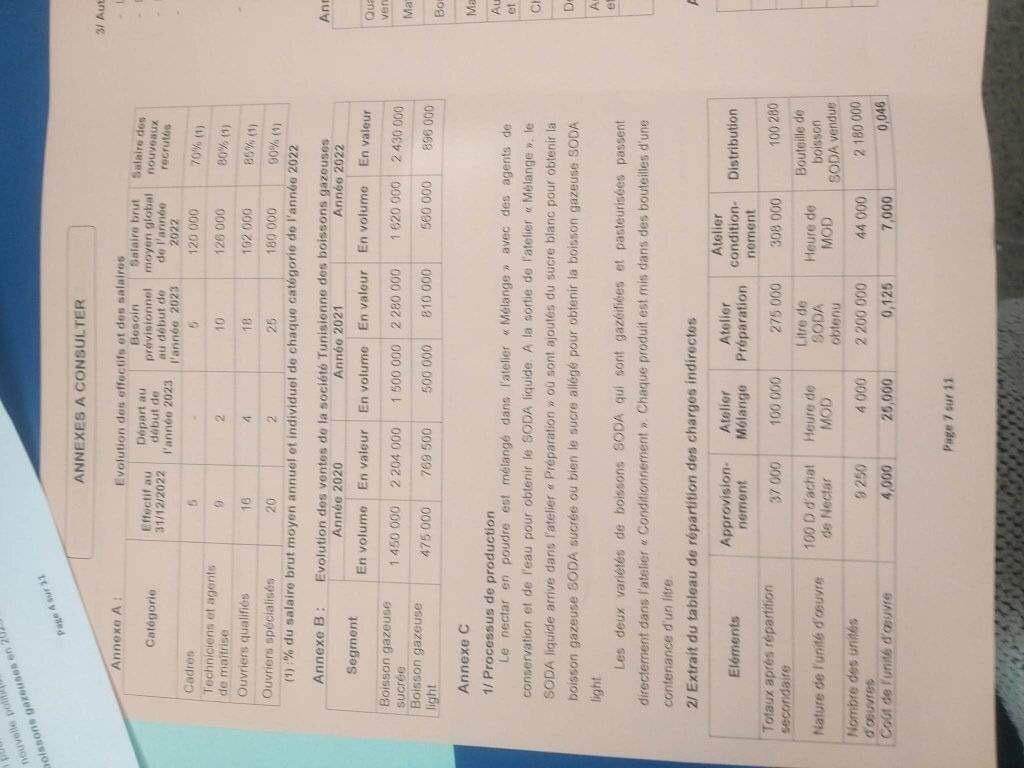 nouvelle politique
boissons gazeuses en 202
Page 4 sur 11
ANNEXES A CONSULTER
Annexe A : Evolution des effectifs et des salaires
Catégorie
Effectif au 31/12/2022
Départ au début de l'année 2023
Besoin prévisionnel au début de l'année 2023
Salaire brut moyen global de l'année 2022
Salaire des nouveaux recrutés
Cadres 5 - 5 120 000 70% (1)
Techniciens et agents de maîtrise 9 2 10 126 000 80% (1)
Ouvriers qualifiés 16 4 18 192 000 85% (1)
Ouvriers spécialisés 20 2 25 180 000 90% (1)
(1) :% du salaire brut moyen annuel et individuel de chaque catégorie de l'année 2022
Annexe B : Evolution des ventes de la société Tunisienne des boissons gazeuses
Segment Année 2020 Année 2021 Année 2022
En volume En valeur En volume En valeur En volume En valeur
Boisson gazeuse sucrée 1 450 000 2 204 000 1 500 000 2 280 000 1 620 000 2 430 000
Boisson gazeuse light 475 000 769 500 500 000 810 000 560 000 896 000
Annexe C
1/ Processus de production
Le nectar en poudre est mélangé dans l'atelier « Mélange » avec des agents de
conservation et de l'eau pour obtenir le SODA liquide. A la sortie de l'atelier « Mélange », le
SODA liquide arrive dans l'atelier « Préparation » où sont ajoutés du sucre blanc pour obtenir la
boisson gazeuse SODA sucrée ou bien le sucre allégé pour obtenir la boisson gazeuse SODA
light.
Les deux variétés de boissons SODA qui sont gazéifiées et pasteurisées passent
directement dans l'atelier « Conditionnement ». Chaque produit est mis dans des bouteilles d'une
contenance d'un litre.
2/ Extrait du tableau de répartition des charges indirectes
Eléments
Approvision-nement
Atelier Mélange
Atelier Préparation
Atelier condition-nement
Distribution
Totaux après répartition secondaire 37 000 100 000 275 000 308 000 100 280
Nature de l'unité d'œuvre
100 D d'achat de Nectar
Heure de MOD
Litre de SODA obtenu
Heure de MOD
Bouteille de boisson SODA vendue
Nombre des unités d'œuvres 9 250 4 000 2 200 000 44 000 2 180 000
Coût de l'unité d'œuvre 4,000 25,000 0,125 7,000 0,046
Page 7 sur 11
3/ Aut
Ann
Qua
ven
Mat
Bo
Ma
Au
et
Ch